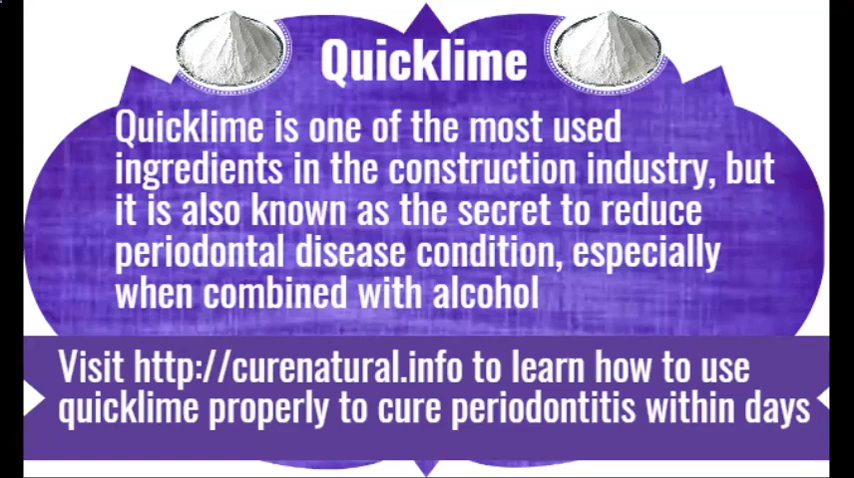 Quicklime
Quicklime is one of the most used
ingredients in the construction industry, but
it is also known as the secret to reduce
periodontal disease condition, especially
when combined with alcohol
Visit http://curenatural.info to learn how to use
quicklime properly to cure periodontitis within days